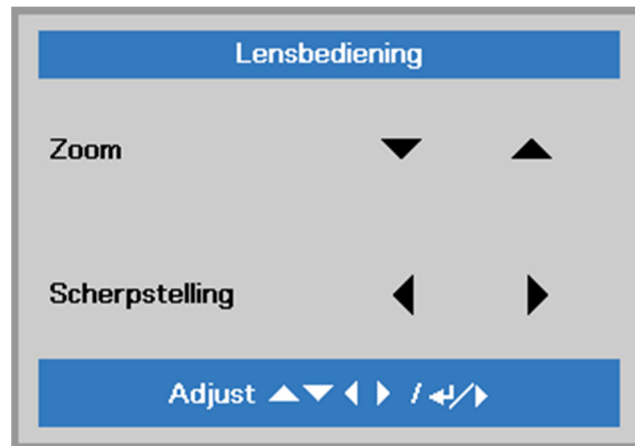 Lensbediening
Zoom ▼ ▲
Scherpstelling ◀ ▶
Adjust ▲▼◀ ▶ / ↵/▶